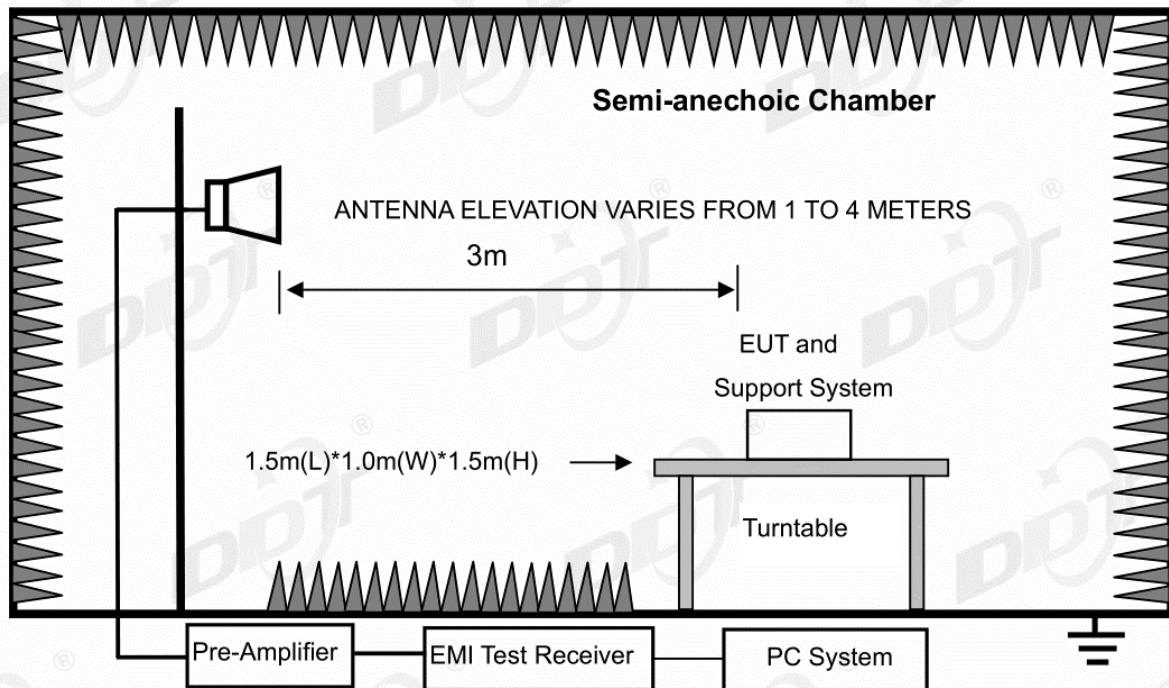 Semi-anechoic Chamber
ANTENNA ELEVATION VARIES FROM 1 TO 4 METERS
3m
EUT and
Support System
1.5m(L)*1.0m(W)*1.5m(H)
Turntable
Pre-Amplifier
EMI Test Receiver
PC System
DDT®